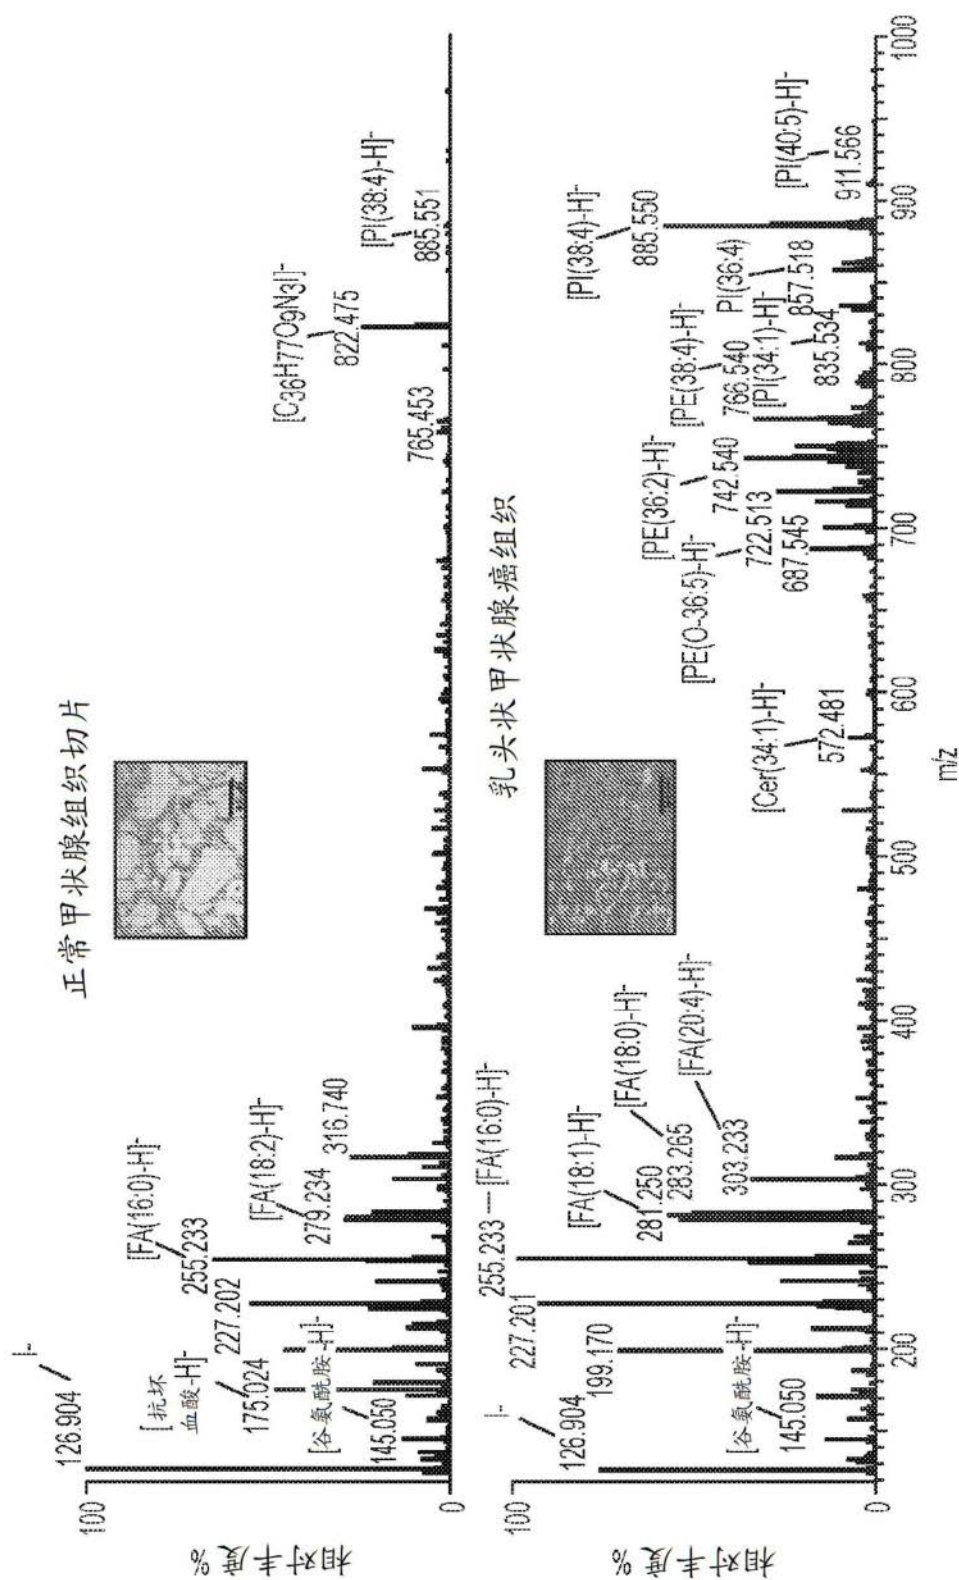 正常甲状腺组织切片
相对丰度 %
100
0
I-
126.904
[抗坏
血酸-H]-
175.024
[谷氨酰胺-H]-
145.050
227.202
[FA(16:0)-H]-
255.233
[FA(18:2)-H]-
279.234
316.740
765.453
[C36H77O9N3I]-
822.475
[PI(38:4)-H]-
885.551
乳头状甲状腺癌组织
相对丰度 %
100
0
I-
126.904
[谷氨酰胺-H]-
145.050
199.170
227.201
255.233
[FA(16:0)-H]-
[FA(18:1)-H]-
281.250
[FA(18:0)-H]-
283.265
[FA(20:4)-H]-
303.233
[Cer(34:1)-H]-
572.481
687.545
[PE(O-36:5)-H]-
722.513
[PE(36:2)-H]-
742.540
[PE(38:4)-H]-
766.540
[PI(34:1)-H]-
835.534
PI(36:4)
857.518
[PI(38:4)-H]-
885.550
[PI(40:5)-H]-
911.566
200
300
400
500
600
700
800
900
1000
m/z